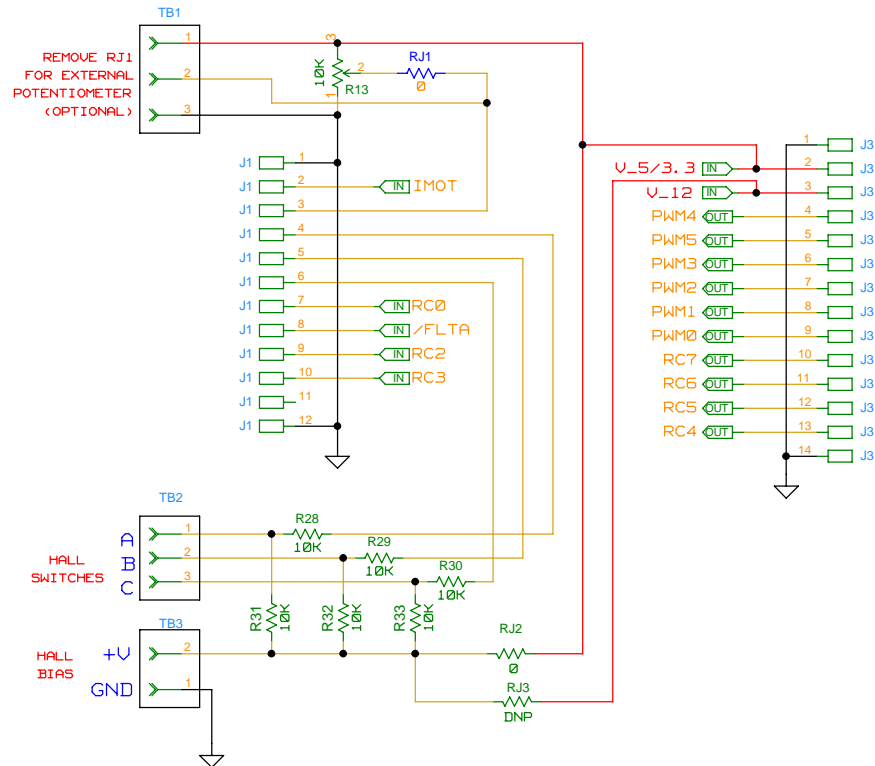 TB1
1
2
3
REMOVE RJ1
FOR EXTERNAL
POTENTIOMETER
(OPTIONAL)
3
10K
2
1
R13
RJ1
0
J1 1
J1 2 IN IMOT
J1 3
J1 4
J1 5
J1 6
J1 7 IN RC0
J1 8 IN /FLTA
J1 9 IN RC2
J1 10 IN RC3
J1 11
J1 12
1 J3
V_5/3.3 IN 2 J3
V_12 IN 3 J3
PWM4 OUT 4 J3
PWM5 OUT 5 J3
PWM3 OUT 6 J3
PWM2 OUT 7 J3
PWM1 OUT 8 J3
PWM0 OUT 9 J3
RC7 OUT 10 J3
RC6 OUT 11 J3
RC5 OUT 12 J3
RC4 OUT 13 J3
14 J3
TB2
HALL
SWITCHES
A 1
B 2
C 3
R28
10K
R29
10K
R30
10K
R31
10K
R32
10K
R33
10K
TB3
HALL
BIAS
+V 2
GND 1
RJ2
0
RJ3
DNP